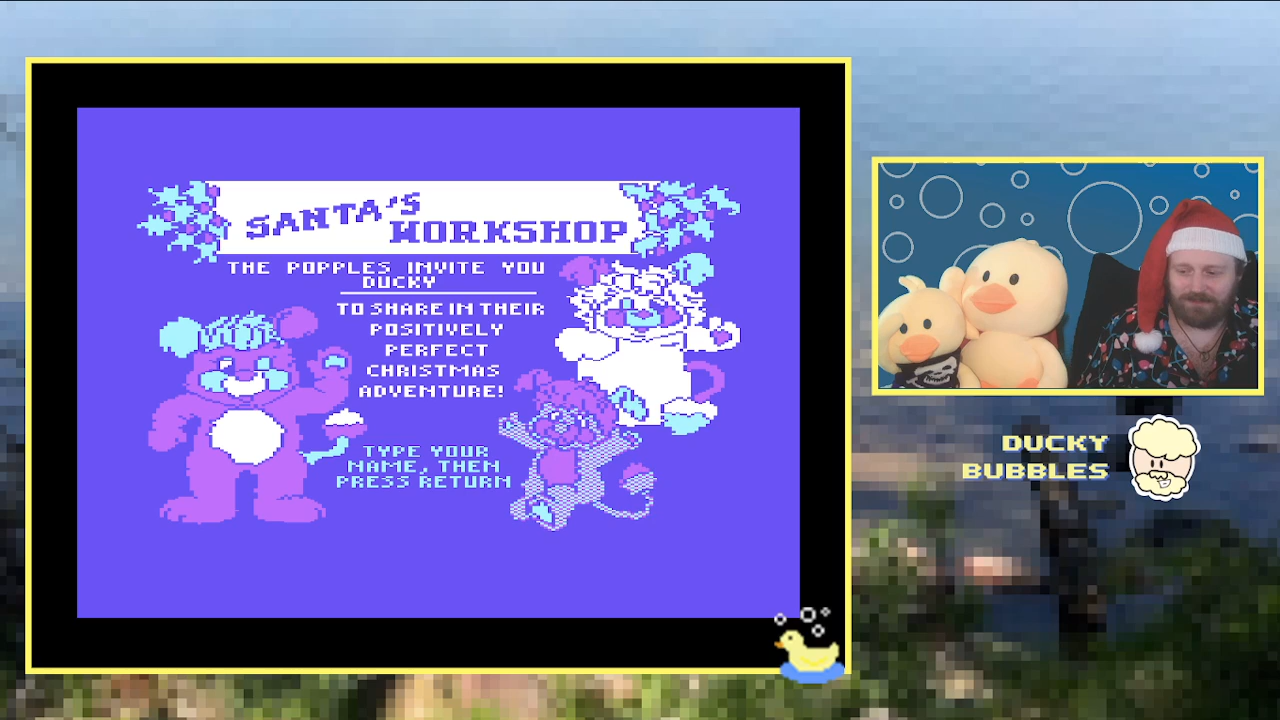 SANTA'S
WORKSHOP
THE POPPLES INVITE YOU
DUCKY
TO SHARE IN THEIR
POSITIVELY
PERFECT
CHRISTMAS
ADVENTURE!
TYPE YOUR
NAME, THEN
PRESS RETURN
DUCKY
BUBBLES